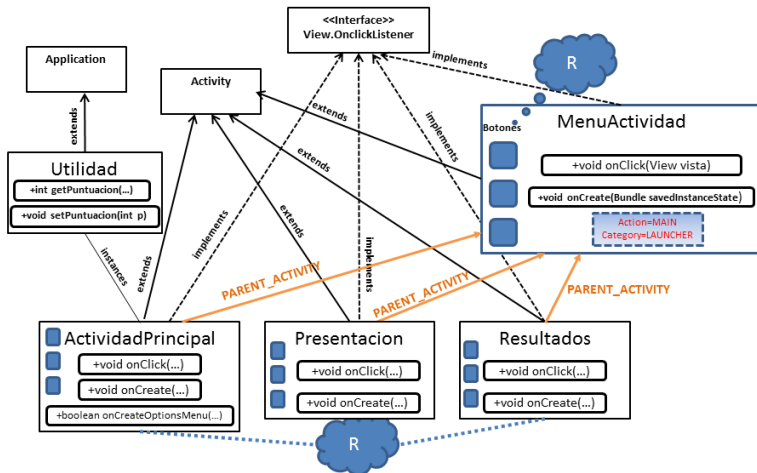 <<Interface>>
View.OnclickListener
Application
Activity
R
implements
extends
extends
Botones
MenuActividad
+void onClick(View vista)
+void onCreate(Bundle savedInstanceState
Action=MAIN
Category=LAUNCHER
Utilidad
+int getPuntuacion(…)
+void setPuntuacion(int p)
instances
extends
implements
extends
implements
implements
extends
PARENT_ACTIVITY
PARENT_ACTIVITY
PARENT_ACTIVITY
ActividadPrincipal
+void onClick(…)
+void onCreate(…)
+boolean onCreateOptionsMenu(…)
Presentacion
+void onClick(…)
+void onCreate(…)
Resultados
+void onClick(…)
+void onCreate(…)
R